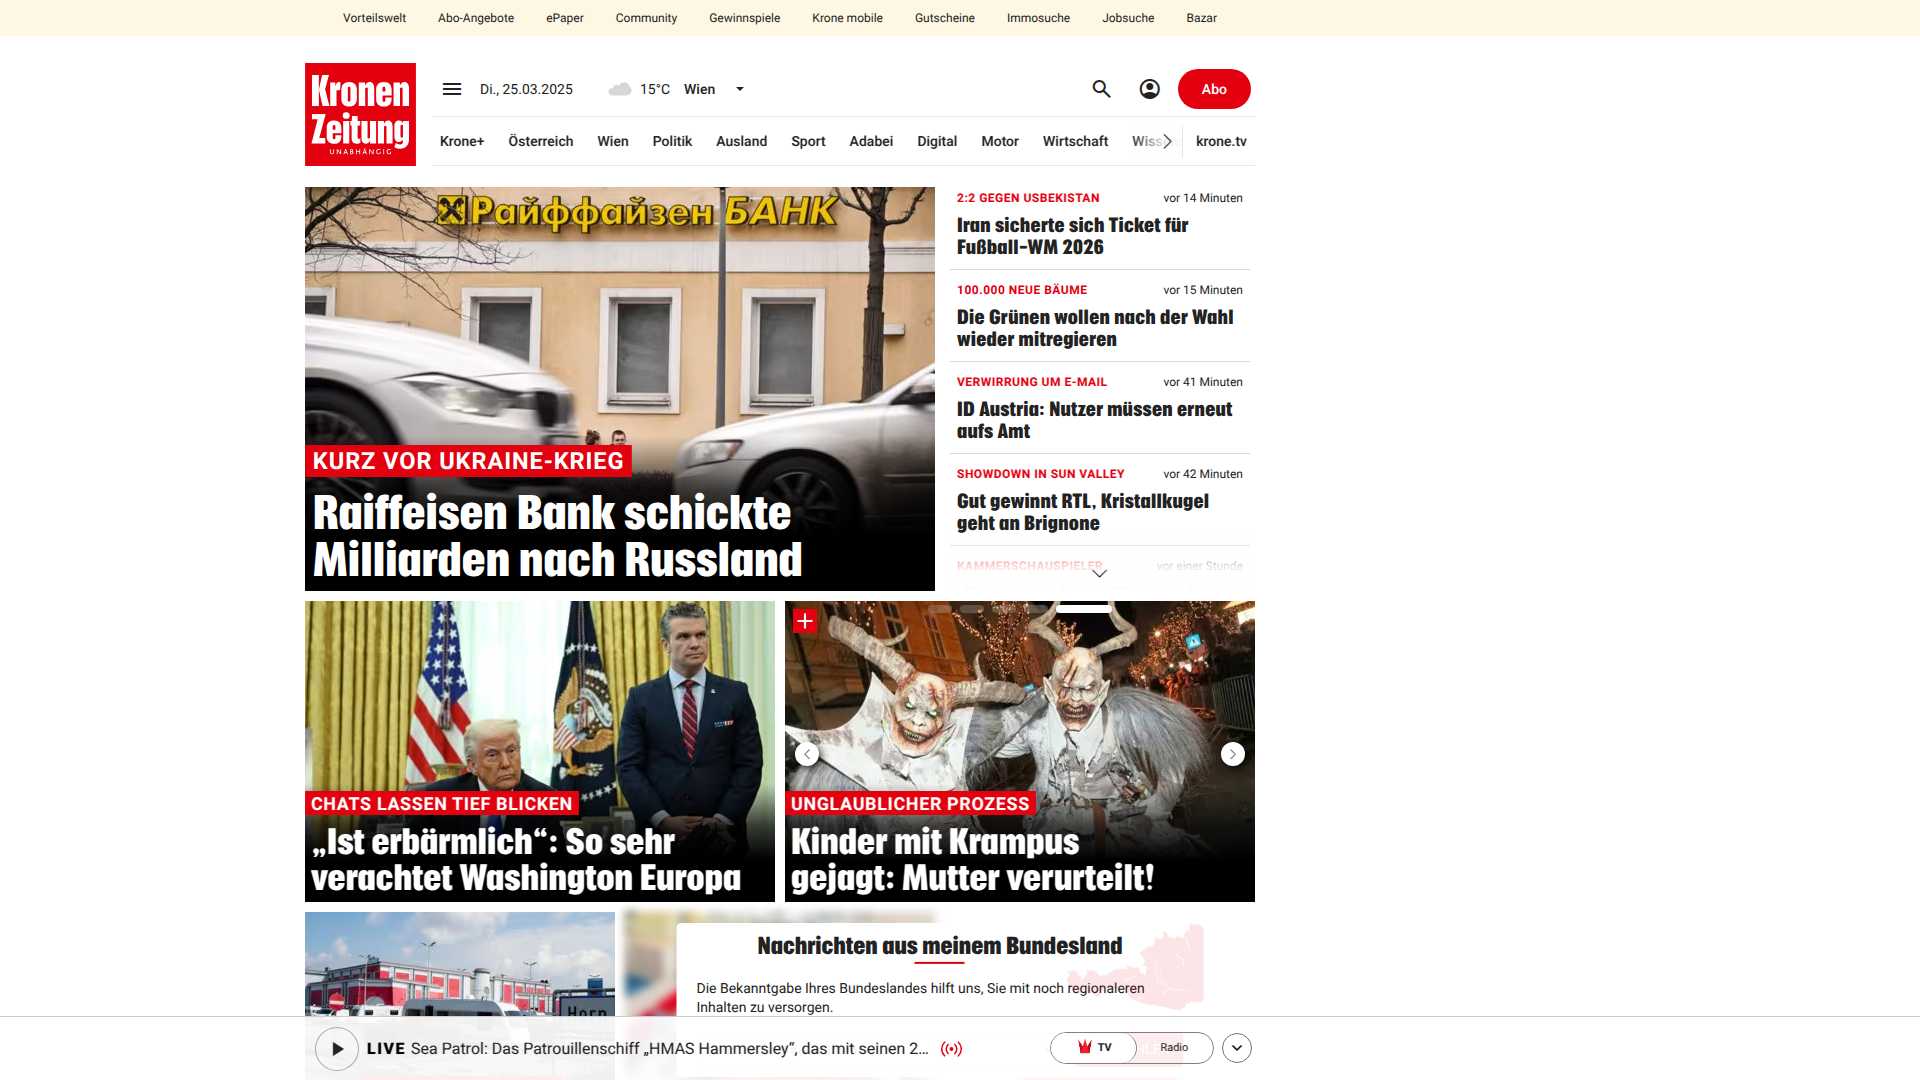 Vorteilswelt
Abo-Angebote
ePaper
Community
Gewinnspiele
Krone mobile
Gutscheine
Immosuche
Jobsuche
Bazar
Kronen
Zeitung
UNABHÄNGIG
Di., 25.03.2025
15°C
Wien
Abo
Krone+
Österreich
Wien
Politik
Ausland
Sport
Adabei
Digital
Motor
Wirtschaft
Wiss
krone.tv
Райффайзен БАНК
KURZ VOR UKRAINE-KRIEG
Raiffeisen Bank schickte
Milliarden nach Russland
2:2 GEGEN USBEKISTAN
vor 14 Minuten
Iran sicherte sich Ticket für
Fußball-WM 2026
100.000 NEUE BÄUME
vor 15 Minuten
Die Grünen wollen nach der Wahl
wieder mitregieren
VERWIRRUNG UM E-MAIL
vor 41 Minuten
ID Austria: Nutzer müssen erneut
aufs Amt
SHOWDOWN IN SUN VALLEY
vor 42 Minuten
Gut gewinnt RTL, Kristallkugel
geht an Brignone
KAMMERSCHAUSPIELER
vor einer Stunde
CHATS LASSEN TIEF BLICKEN
„Ist erbärmlich“: So sehr
verachtet Washington Europa
UNGLAUBLICHER PROZESS
Kinder mit Krampus
gejagt: Mutter verurteilt!
Horn
Nachrichten aus meinem Bundesland
Die Bekanntgabe Ihres Bundeslandes hilft uns, Sie mit noch regionaleren
Inhalten zu versorgen.
LIVE Sea Patrol: Das Patrouillenschiff „HMAS Hammersley“, das mit seinen 2...
TV
Radio